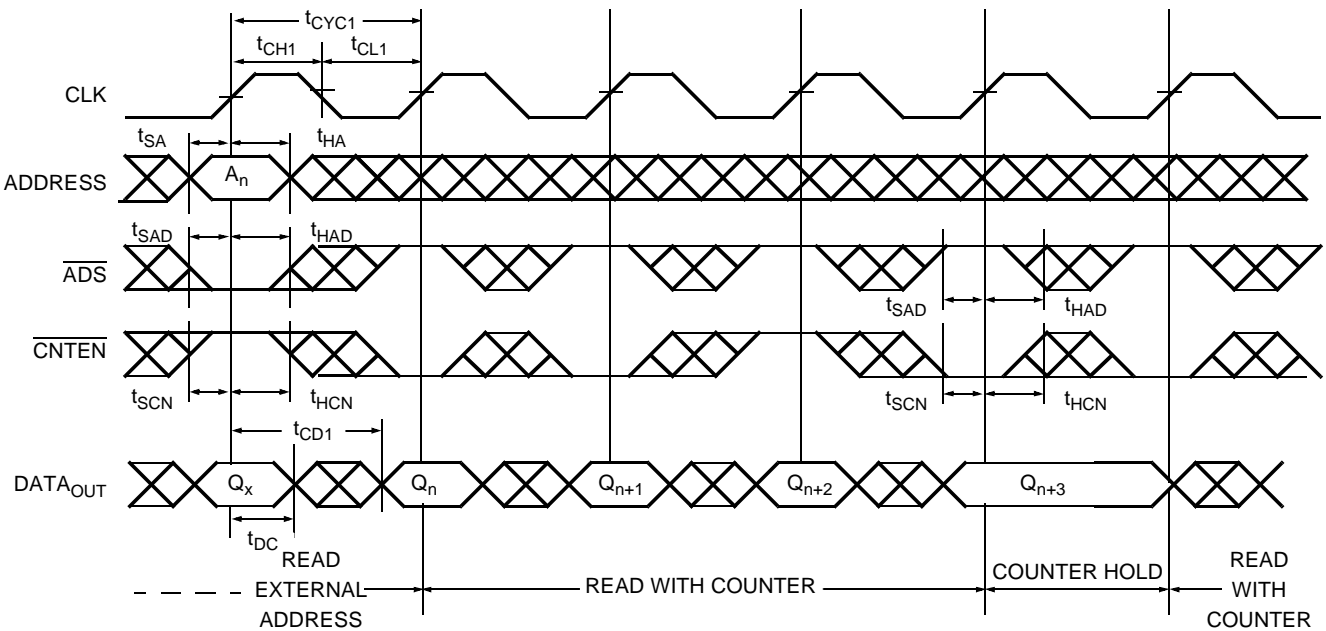 tCYC1
tCH1 tCL1
CLK
tSA tHA
ADDRESS An
tSAD tHAD
ADS
tSAD tHAD
CNTEN
tSCN tHCN tSCN tHCN
tCD1
DATAOUT Qx Qn Qn+1 Qn+2 Qn+3
tDC
READ
EXTERNAL
ADDRESS
READ WITH COUNTER
COUNTER HOLD
READ
WITH
COUNTER